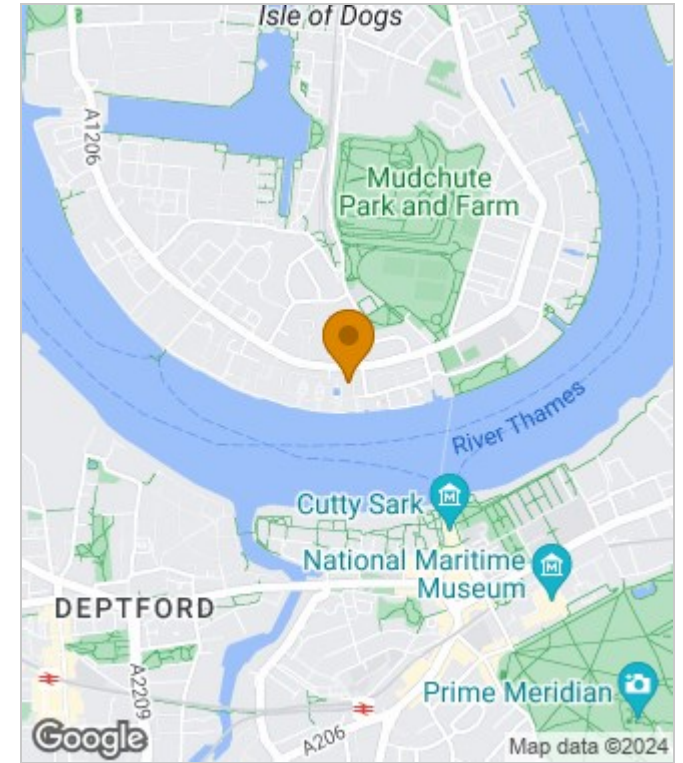 Isle of Dogs
A1206
Mudchute
Park and Farm
River Thames
Cutty Sark
National Maritime
Museum
DEPTFORD
A2209
Prime Meridian
A206
Google
Map data ©2024